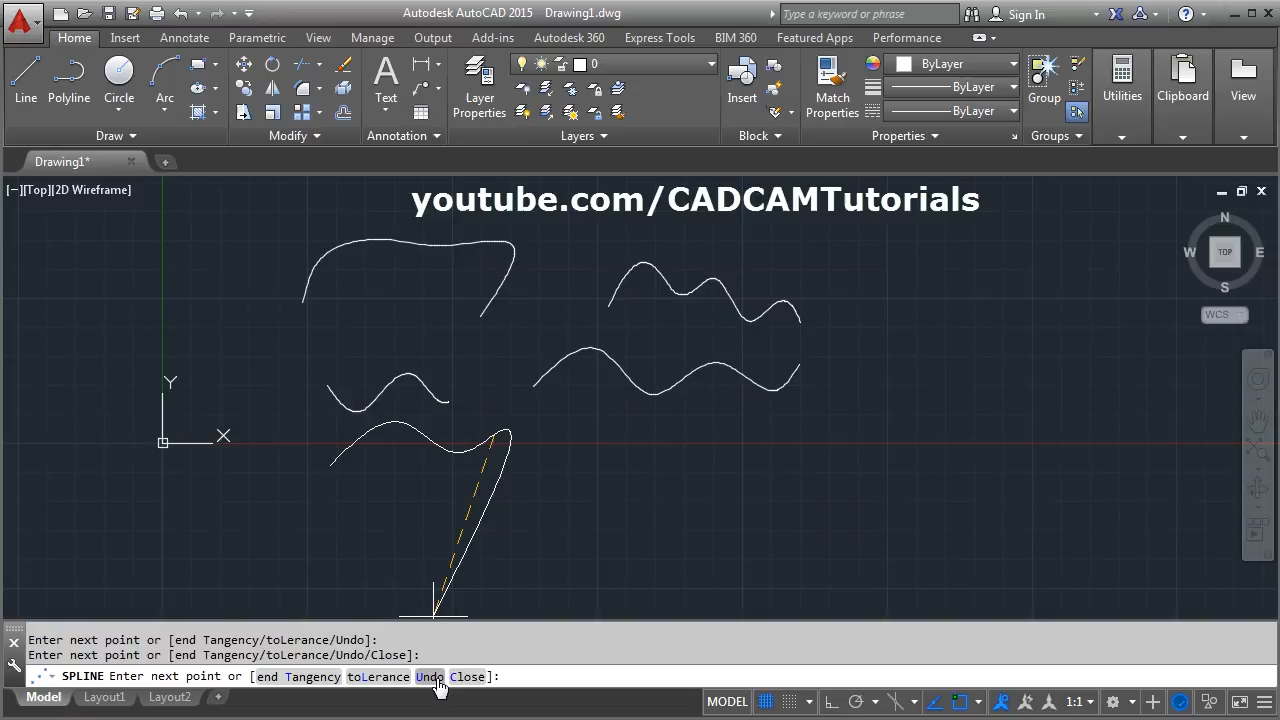 Autodesk AutoCAD 2015 Drawing1.dwg
Type a keyword or phrase
Sign In
Home Insert Annotate Parametric View Manage Output Add-ins Autodesk 360 Express Tools BIM 360 Featured Apps Performance
Line Polyline Circle Arc
Text
Layer Properties
0
Insert
Match Properties
ByLayer
ByLayer
ByLayer
Group
Utilities
Clipboard
View
Draw Modify Annotation Layers Block Properties Groups
Drawing1*
[−][Top][2D Wireframe]
youtube.com/CADCAMTutorials
N
W TOP E
S
WCS
Y
X
Enter next point or [end Tangency/toLerance/Undo]:
Enter next point or [end Tangency/toLerance/Undo/Close]:
SPLINE Enter next point or [end Tangency toLerance Undo Close]:
Model Layout1 Layout2
MODEL
1:1